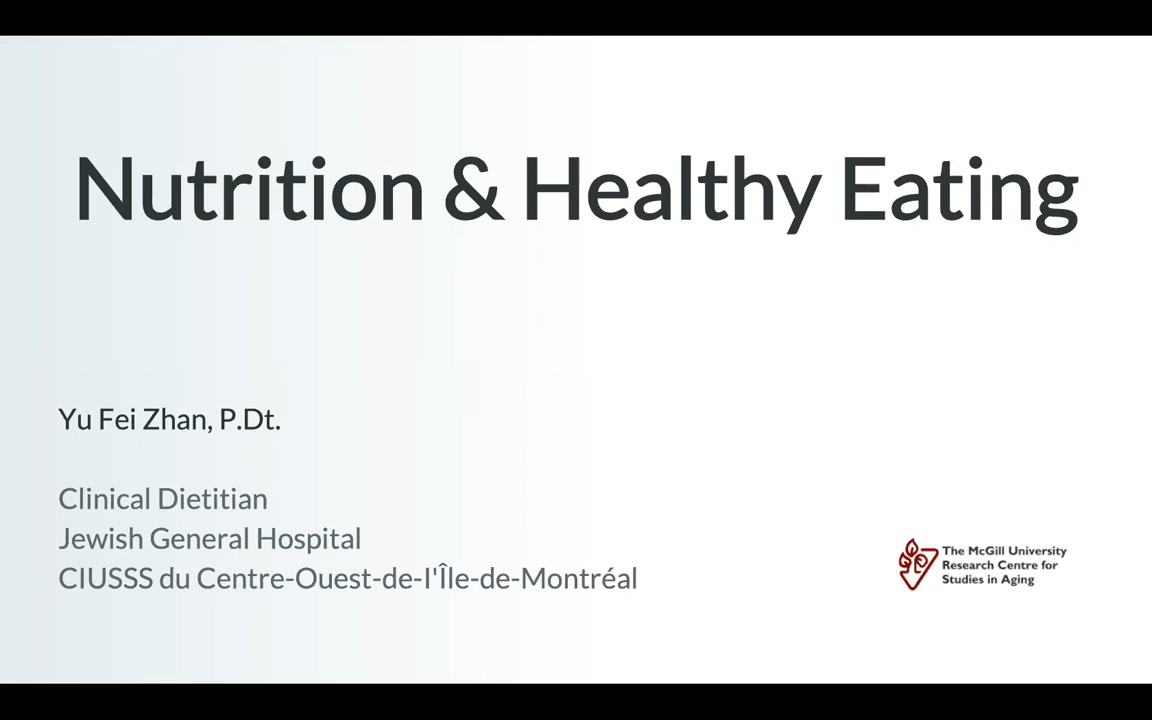 Nutrition & Healthy Eating
Yu Fei Zhan, P.Dt.
Clinical Dietitian
Jewish General Hospital
CIUSSS du Centre-Ouest-de-l'Île-de-Montréal
The McGill University
Research Centre for
Studies in Aging